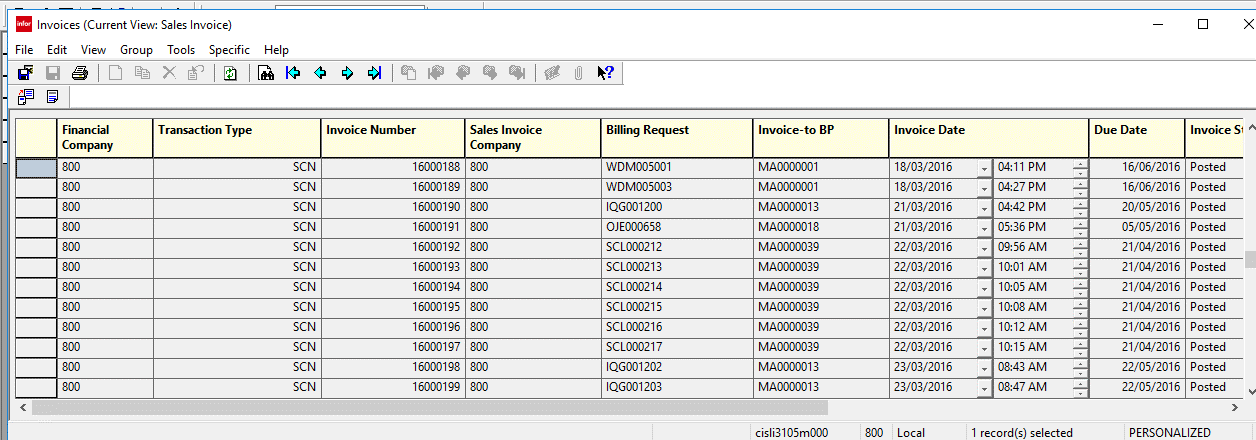 infor Invoices (Current View: Sales Invoice)
File Edit View Group Tools Specific Help
Financial Company Transaction Type Invoice Number Sales Invoice Company Billing Request Invoice-to BP Invoice Date Due Date Invoice St
800 SCN 16000188 800 WDM005001 MA0000001 18/03/2016 04:11 PM 16/06/2016 Posted
800 SCN 16000189 800 WDM005003 MA0000001 18/03/2016 04:27 PM 16/06/2016 Posted
800 SCN 16000190 800 IQG001200 MA0000013 21/03/2016 04:42 PM 20/05/2016 Posted
800 SCN 16000191 800 OJE000658 MA0000018 21/03/2016 05:36 PM 05/05/2016 Posted
800 SCN 16000192 800 SCL000212 MA0000039 22/03/2016 09:56 AM 21/04/2016 Posted
800 SCN 16000193 800 SCL000213 MA0000039 22/03/2016 10:01 AM 21/04/2016 Posted
800 SCN 16000194 800 SCL000214 MA0000039 22/03/2016 10:05 AM 21/04/2016 Posted
800 SCN 16000195 800 SCL000215 MA0000039 22/03/2016 10:08 AM 21/04/2016 Posted
800 SCN 16000196 800 SCL000216 MA0000039 22/03/2016 10:12 AM 21/04/2016 Posted
800 SCN 16000197 800 SCL000217 MA0000039 22/03/2016 10:15 AM 21/04/2016 Posted
800 SCN 16000198 800 IQG001202 MA0000013 23/03/2016 08:43 AM 22/05/2016 Posted
800 SCN 16000199 800 IQG001203 MA0000013 23/03/2016 08:47 AM 22/05/2016 Posted
cisli3105m000 800 Local 1 record(s) selected PERSONALIZED